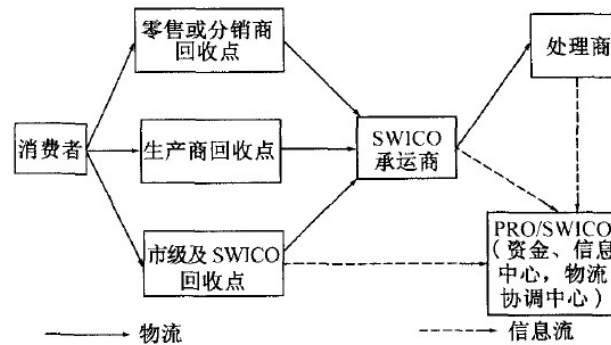 零售或分销商
回收点
处理商
消费者
生产商回收点
SWICO
承运商
市级及SWICO
回收点
PRO/SWICO
（资金、信息
中心，物流
协调中心）
物流
信息流